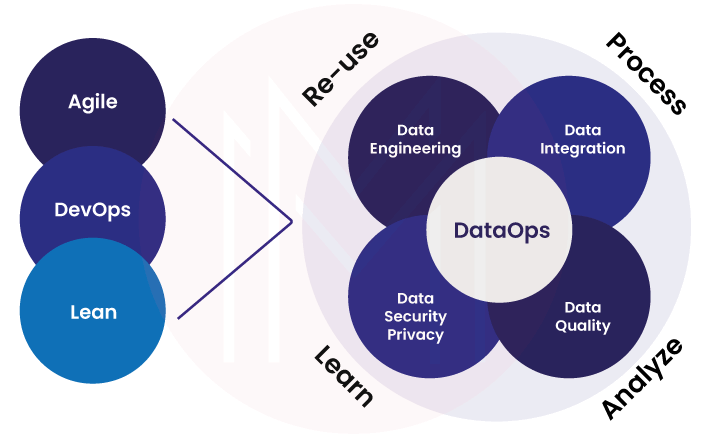 Agile
DevOps
Lean
Re-use
Process
Data
Engineering
Data
Integration
DataOps
Data
Security
Privacy
Data
Quality
Learn
Analyze